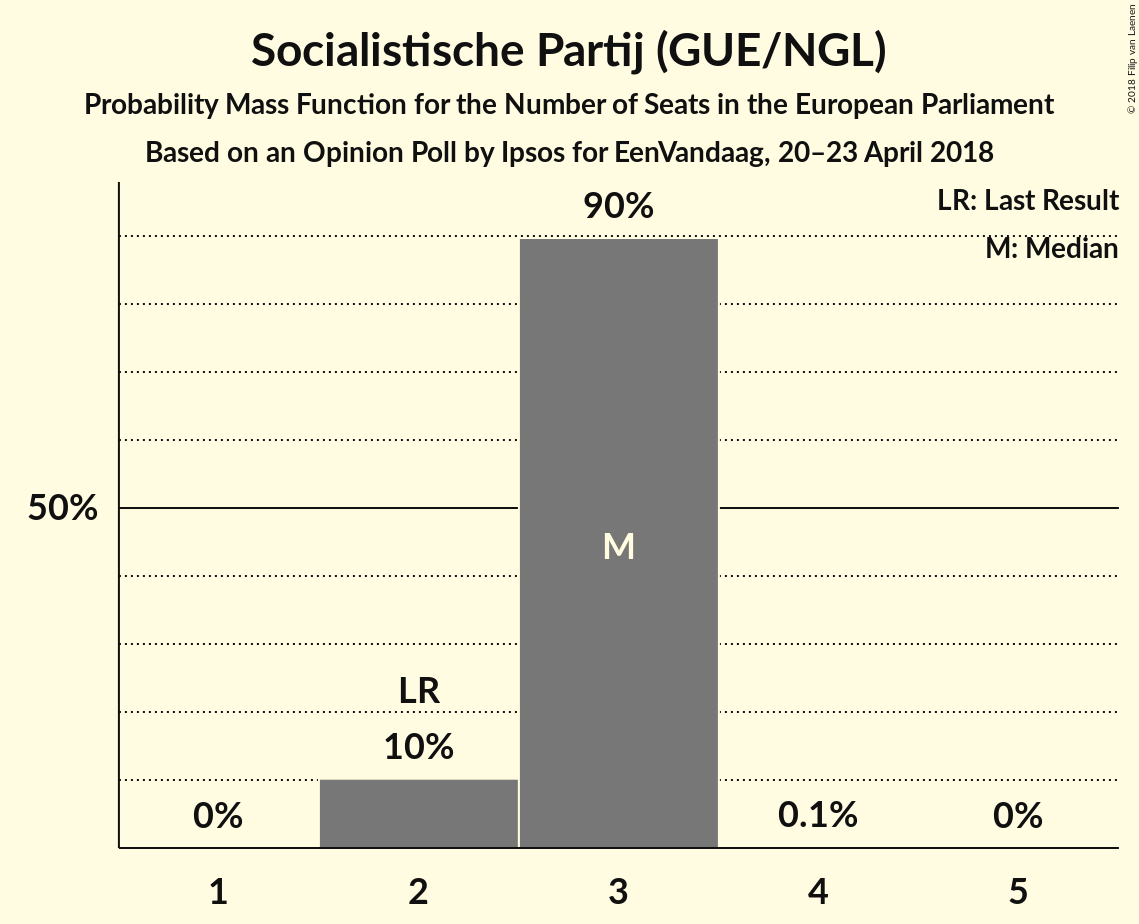 Socialistische Partij (GUE/NGL)
Probability Mass Function for the Number of Seats in the European Parliament
Based on an Opinion Poll by Ipsos for EenVandaag, 20–23 April 2018
© 2018 Filip van Laenen
LR: Last Result
M: Median
90%
50%
M
LR
10%
0%
0.1%
0%
1 2 3 4 5